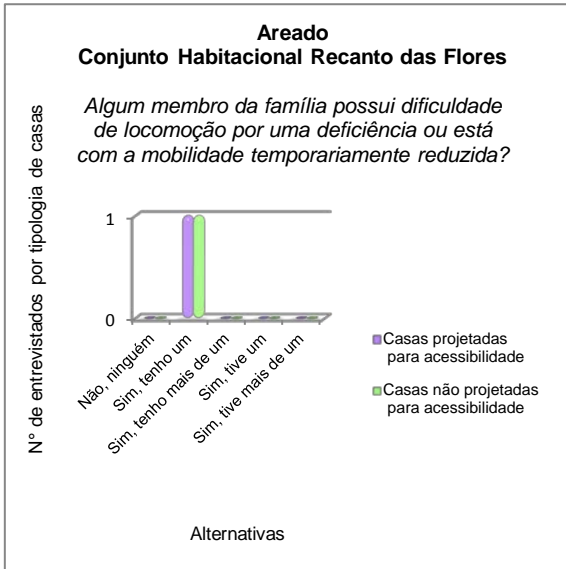 Areado
Conjunto Habitacional Recanto das Flores
Algum membro da família possui dificuldade
de locomoção por uma deficiência ou está
com a mobilidade temporariamente reduzida?
N° de entrevistados por tipologia de casas
1
0
Não, ninguém
Sim, tenho um
Sim, tenho mais de um
Sim, tive um
Sim, tive mais de um
Casas projetadas
para acessibilidade
Casas não projetadas
para acessibilidade
Alternativas